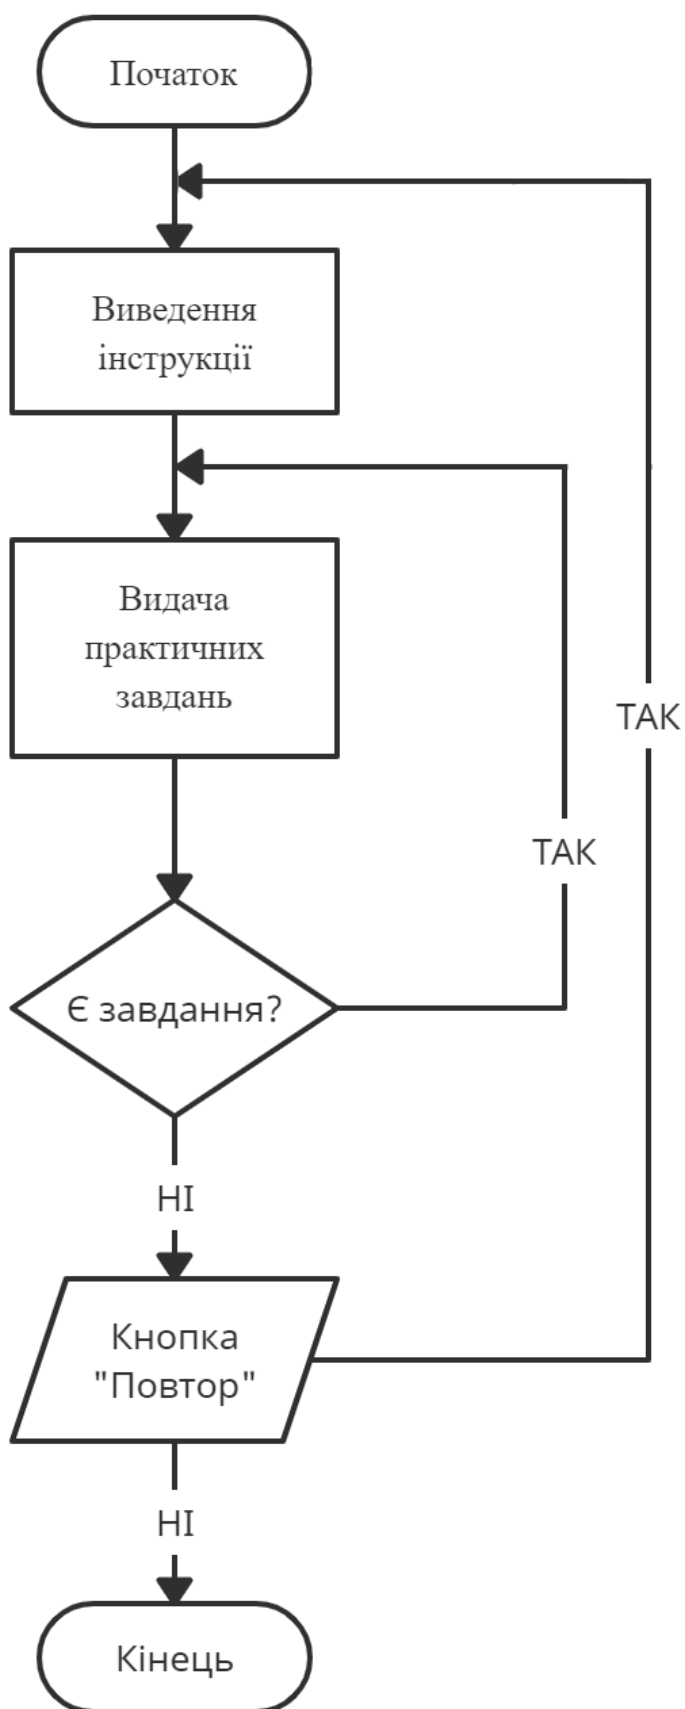 Початок
Виведення
інструкції
Видача
практичних
завдань
ТАК
ТАК
Є завдання?
НІ
Кнопка
"Повтор"
НІ
Кінець